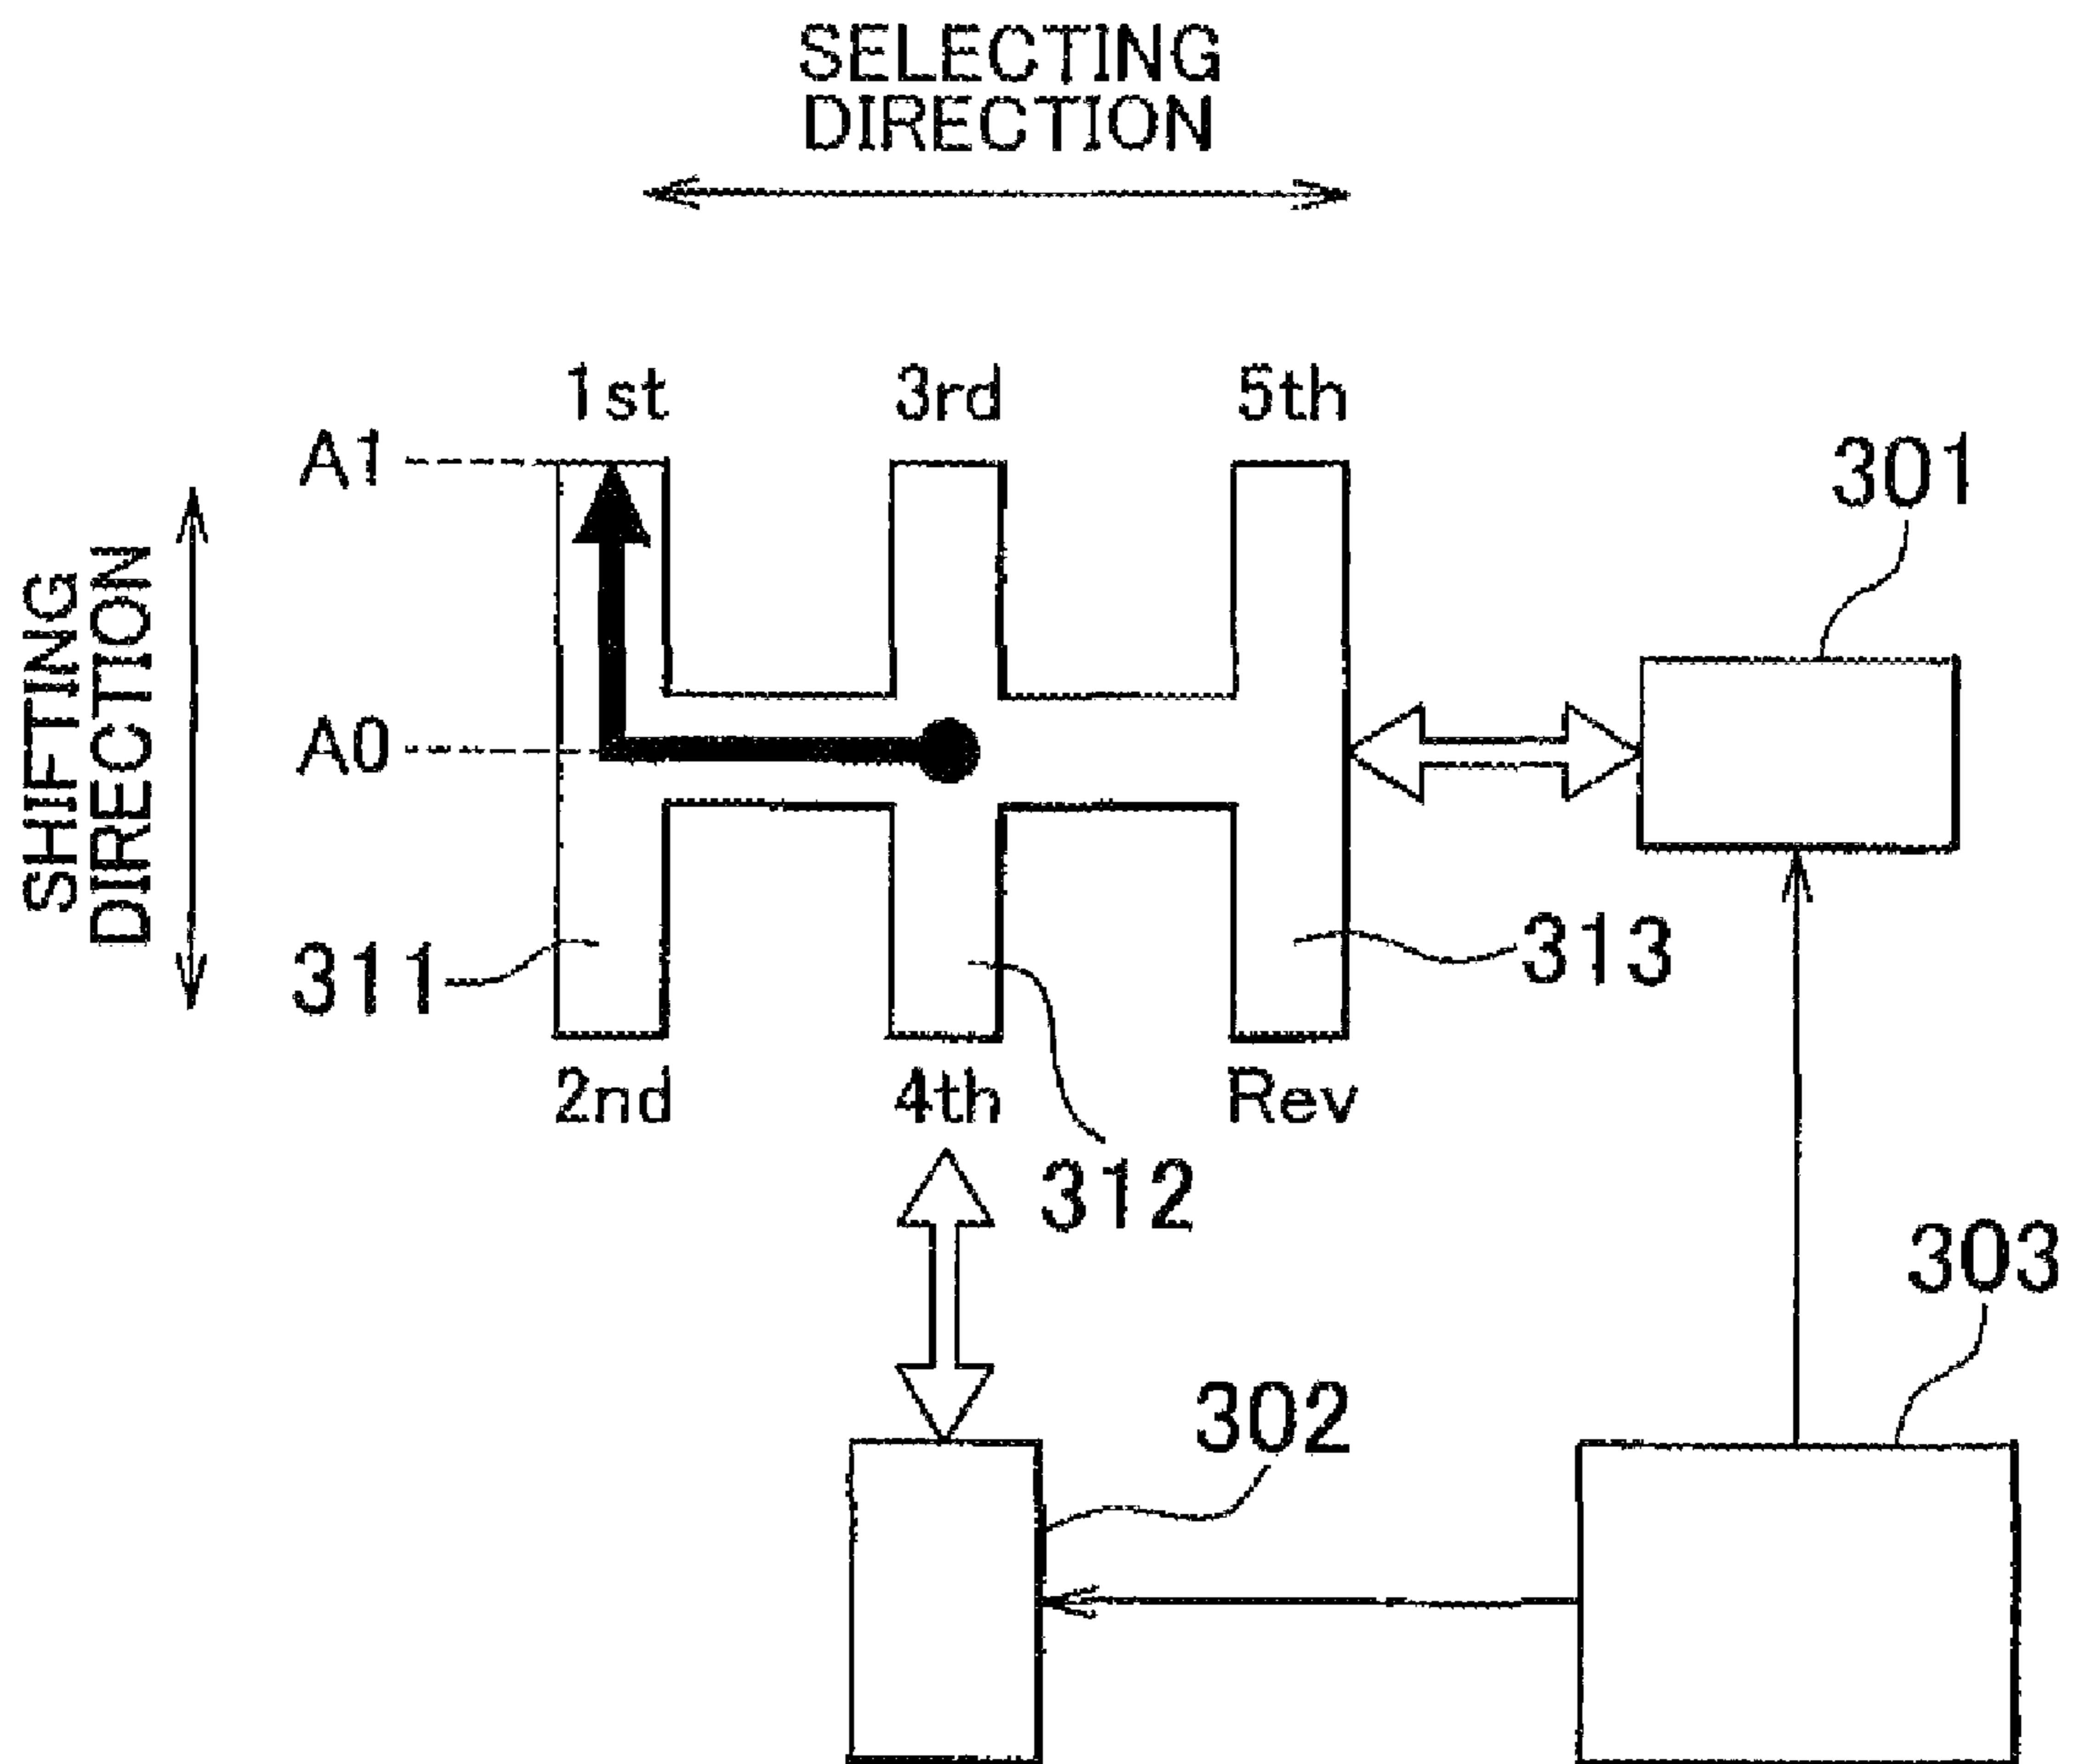 SELECTING
DIRECTION
1st 3rd 5th
A1
301
SHIFTING
DIRECTION
A0
311
313
2nd 4th Rev
312
303
302